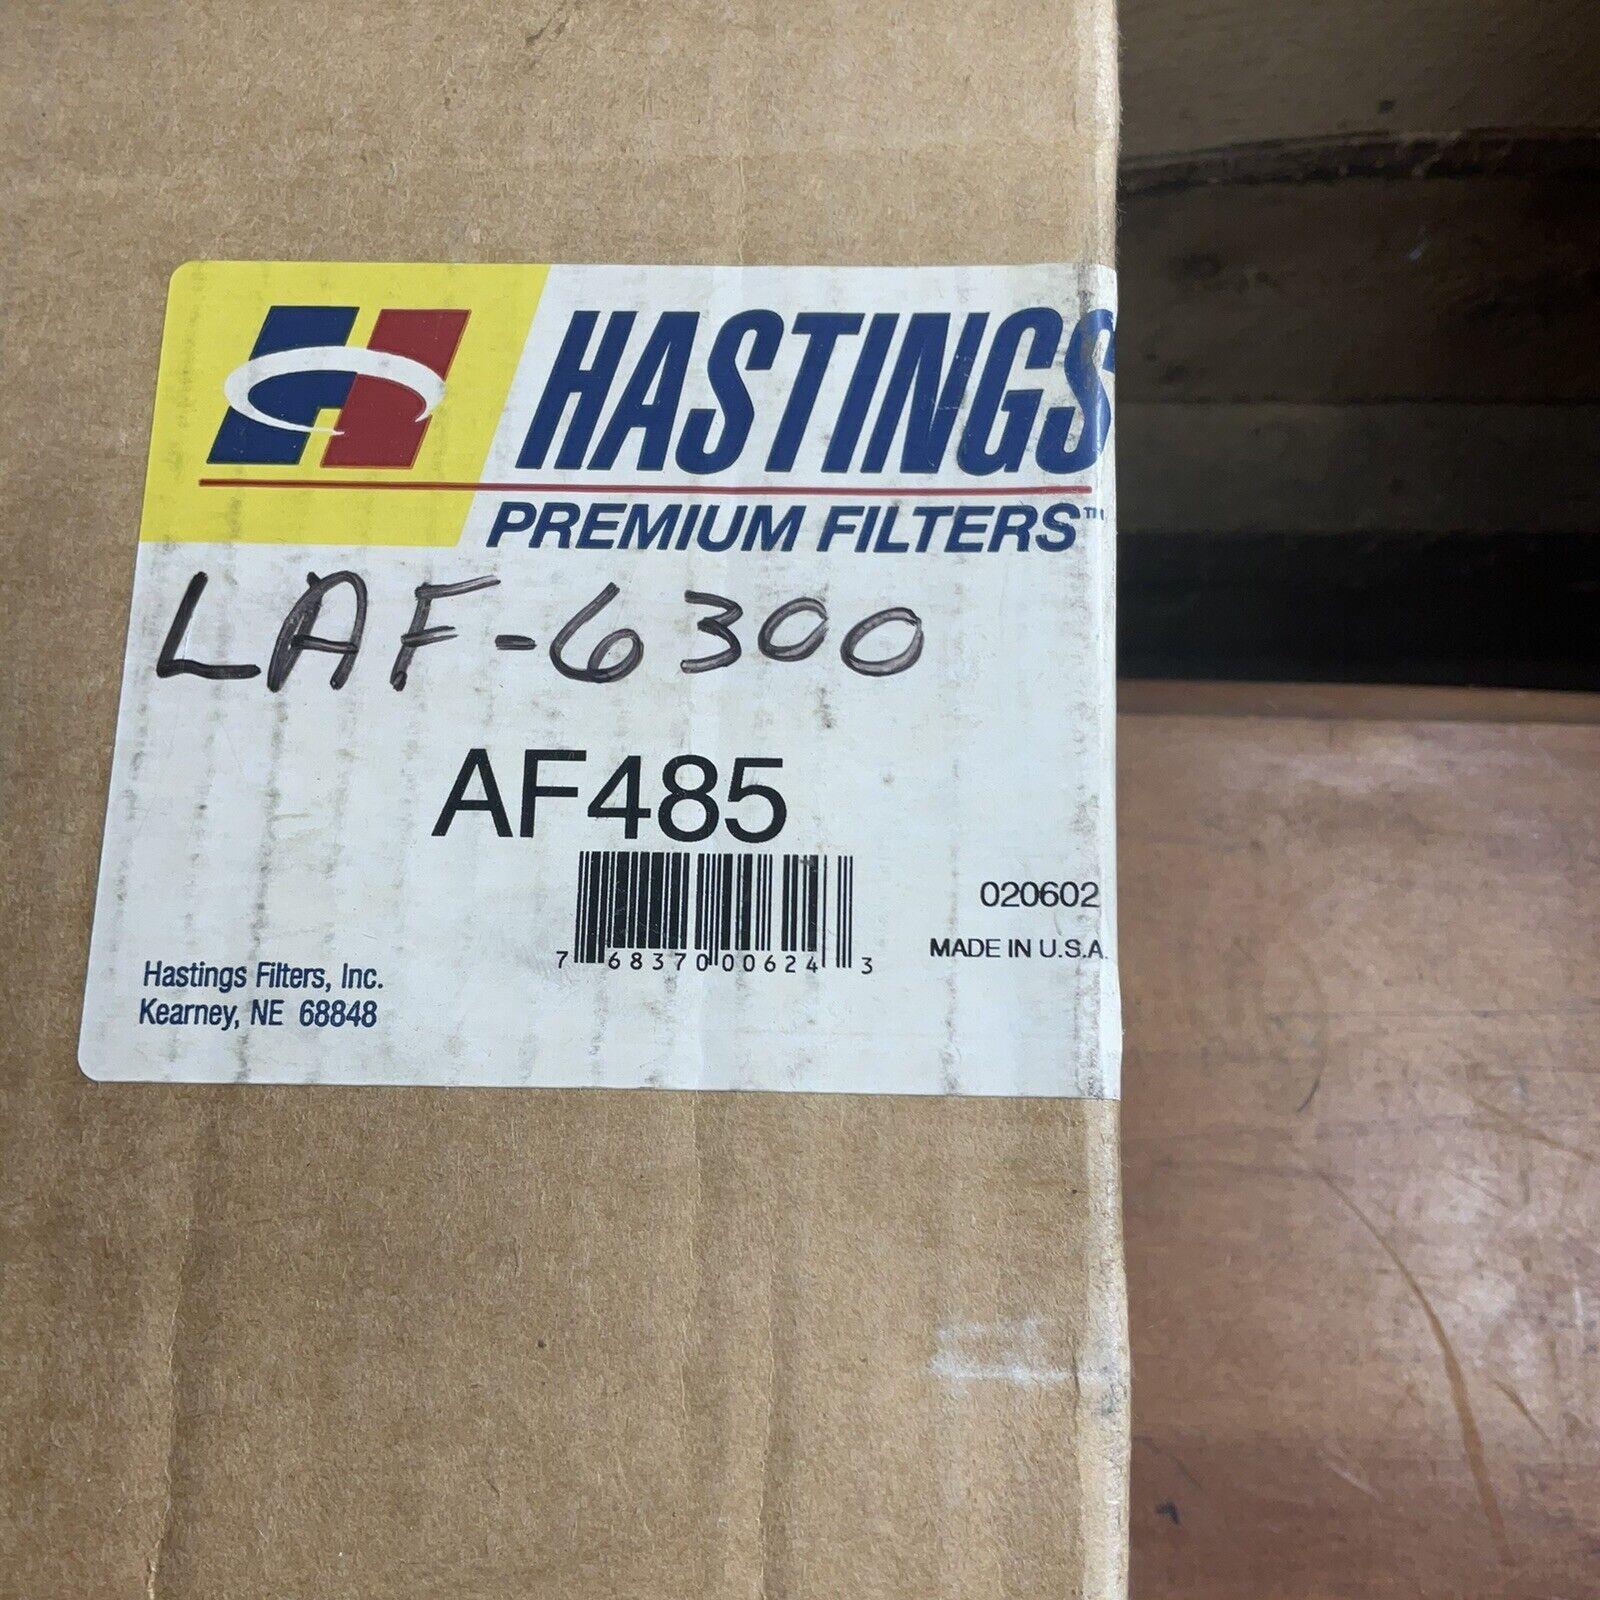 HASTINGS
PREMIUM FILTERS™
LAF-6300
AF485
7 68370 00624 3
020602
MADE IN U.S.A.
Hastings Filters, Inc.
Kearney, NE 68848